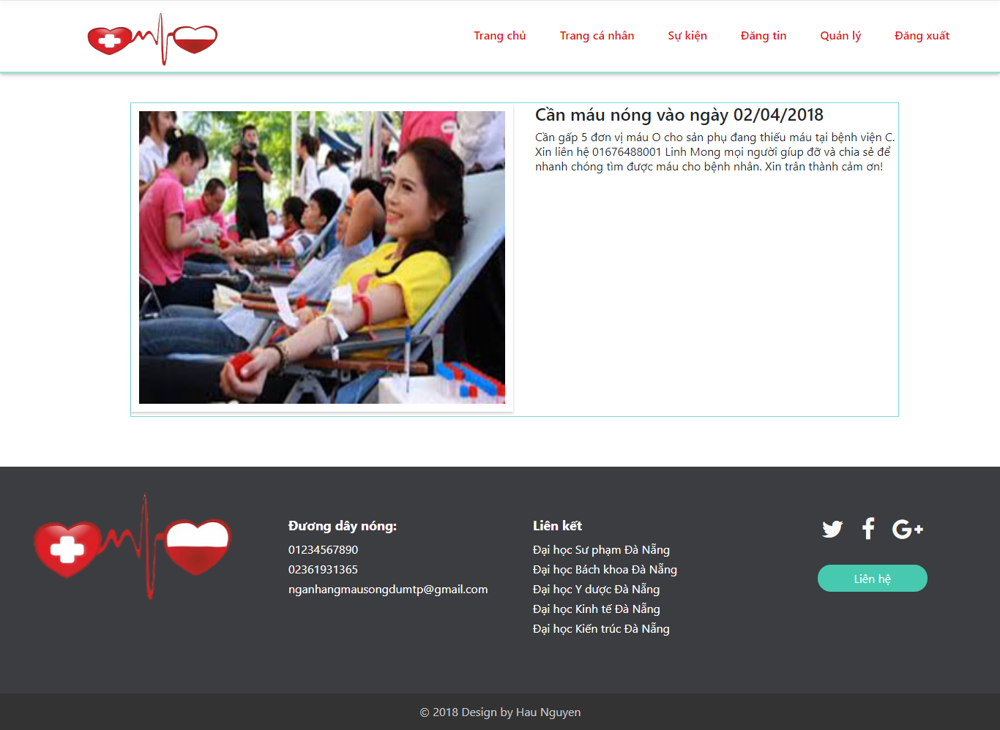 Trang chủ Trang cá nhân Sự kiện Đăng tin Quản lý Đăng xuất
Cần máu nóng vào ngày 02/04/2018
Cần gấp 5 đơn vị máu O cho sản phụ đang thiếu máu tại bệnh viện C.
Xin liên hệ 01676488001 Linh Mong mọi người giúp đỡ và chia sẻ để
nhanh chóng tìm được máu cho bệnh nhân. Xin trân thành cảm ơn!
Đương dây nóng:
01234567890
02361931365
nganhangmausongdumtp@gmail.com
Liên kết
Đại học Sư phạm Đà Nẵng
Đại học Bách khoa Đà Nẵng
Đại học Y dược Đà Nẵng
Đại học Kinh tế Đà Nẵng
Đại học Kiến trúc Đà Nẵng
G+
Liên hệ
© 2018 Design by Hau Nguyen